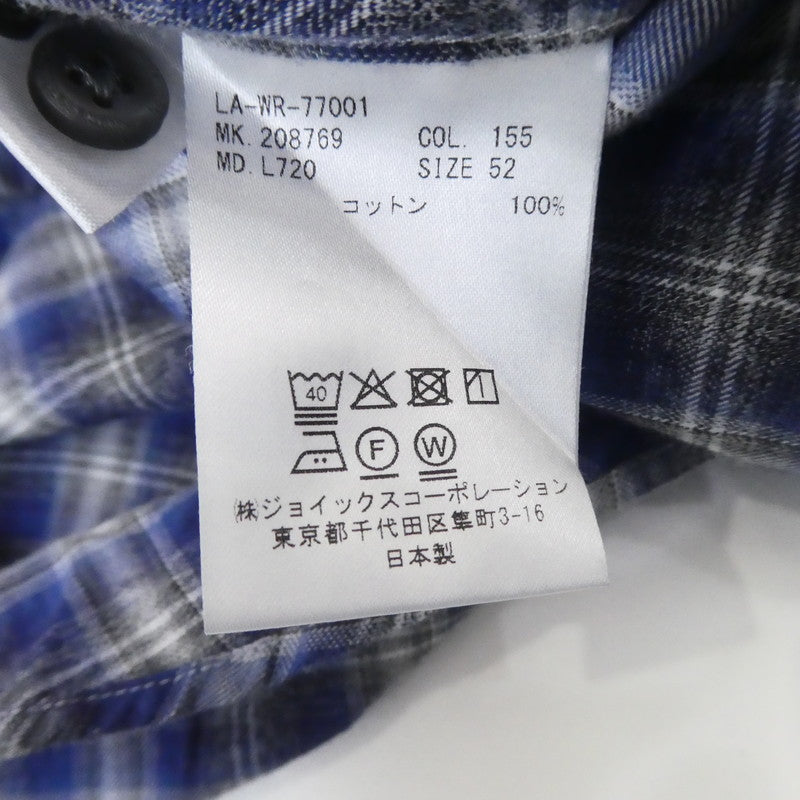 LA-WR-77001
MK. 208769 COL. 155
MD. L720 SIZE 52
コットン 100%
40
F W
㈱ジョイックスコーポレーション
東京都千代田区隼町3-16
日本製